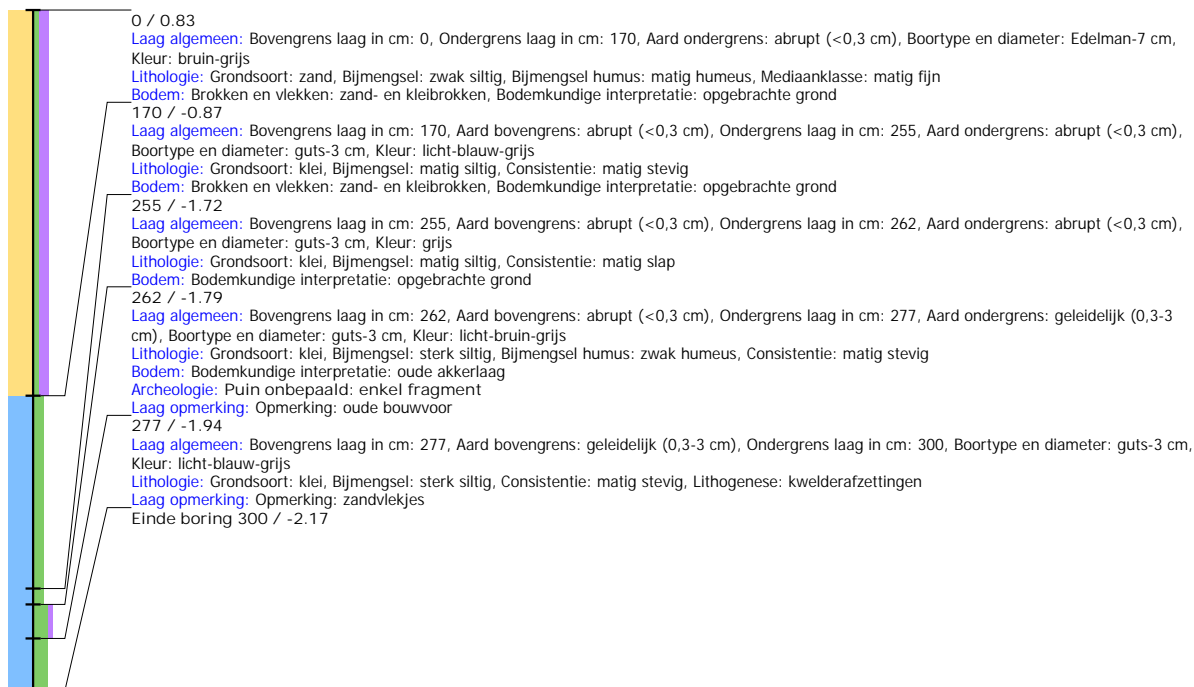 0 / 0.83
Laag algemeen: Bovengrens laag in cm: 0, Ondergrens laag in cm: 170, Aard ondergrens: abrupt (<0,3 cm), Boortype en diameter: Edelman-7 cm,
Kleur: bruin-grijs
Lithologie: Grondsoort: zand, Bijmengsel: zwak siltig, Bijmengsel humus: matig humeus, Mediaanklasse: matig fijn
Bodem: Brokken en vlekken: zand- en kleibrokken, Bodemkundige interpretatie: opgebrachte grond
170 / -0.87
Laag algemeen: Bovengrens laag in cm: 170, Aard bovengrens: abrupt (<0,3 cm), Ondergrens laag in cm: 255, Aard ondergrens: abrupt (<0,3 cm),
Boortype en diameter: guts-3 cm, Kleur: licht-blauw-grijs
Lithologie: Grondsoort: klei, Bijmengsel: matig siltig, Consistentie: matig stevig
Bodem: Brokken en vlekken: zand- en kleibrokken, Bodemkundige interpretatie: opgebrachte grond
255 / -1.72
Laag algemeen: Bovengrens laag in cm: 255, Aard bovengrens: abrupt (<0,3 cm), Ondergrens laag in cm: 262, Aard ondergrens: abrupt (<0,3 cm),
Boortype en diameter: guts-3 cm, Kleur: grijs
Lithologie: Grondsoort: klei, Bijmengsel: matig siltig, Consistentie: matig slap
Bodem: Bodemkundige interpretatie: opgebrachte grond
262 / -1.79
Laag algemeen: Bovengrens laag in cm: 262, Aard bovengrens: abrupt (<0,3 cm), Ondergrens laag in cm: 277, Aard ondergrens: geleidelijk (0,3-3
cm), Boortype en diameter: guts-3 cm, Kleur: licht-bruin-grijs
Lithologie: Grondsoort: klei, Bijmengsel: sterk siltig, Bijmengsel humus: zwak humeus, Consistentie: matig stevig
Bodem: Bodemkundige interpretatie: oude akkerlaag
Archeologie: Puin onbepaald: enkel fragment
Laag opmerking: Opmerking: oude bouwvoor
277 / -1.94
Laag algemeen: Bovengrens laag in cm: 277, Aard bovengrens: geleidelijk (0,3-3 cm), Ondergrens laag in cm: 300, Boortype en diameter: guts-3 cm,
Kleur: licht-blauw-grijs
Lithologie: Grondsoort: klei, Bijmengsel: sterk siltig, Consistentie: matig stevig, Lithogenese: kwelderafzettingen
Laag opmerking: Opmerking: zandvlekjes
Einde boring 300 / -2.17